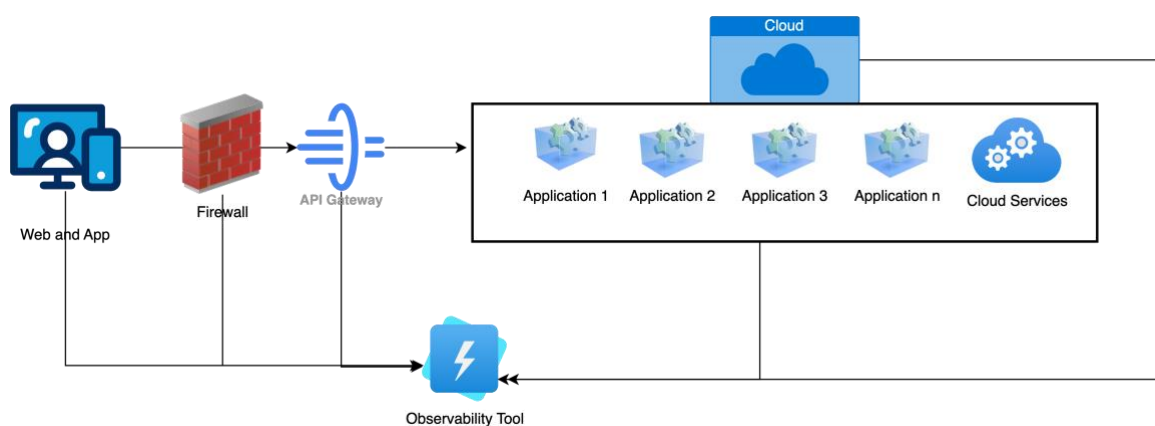 Cloud
Application 1
Application 2
Application 3
Application n
Cloud Services
API Gateway
Firewall
Web and App
Observability Tool